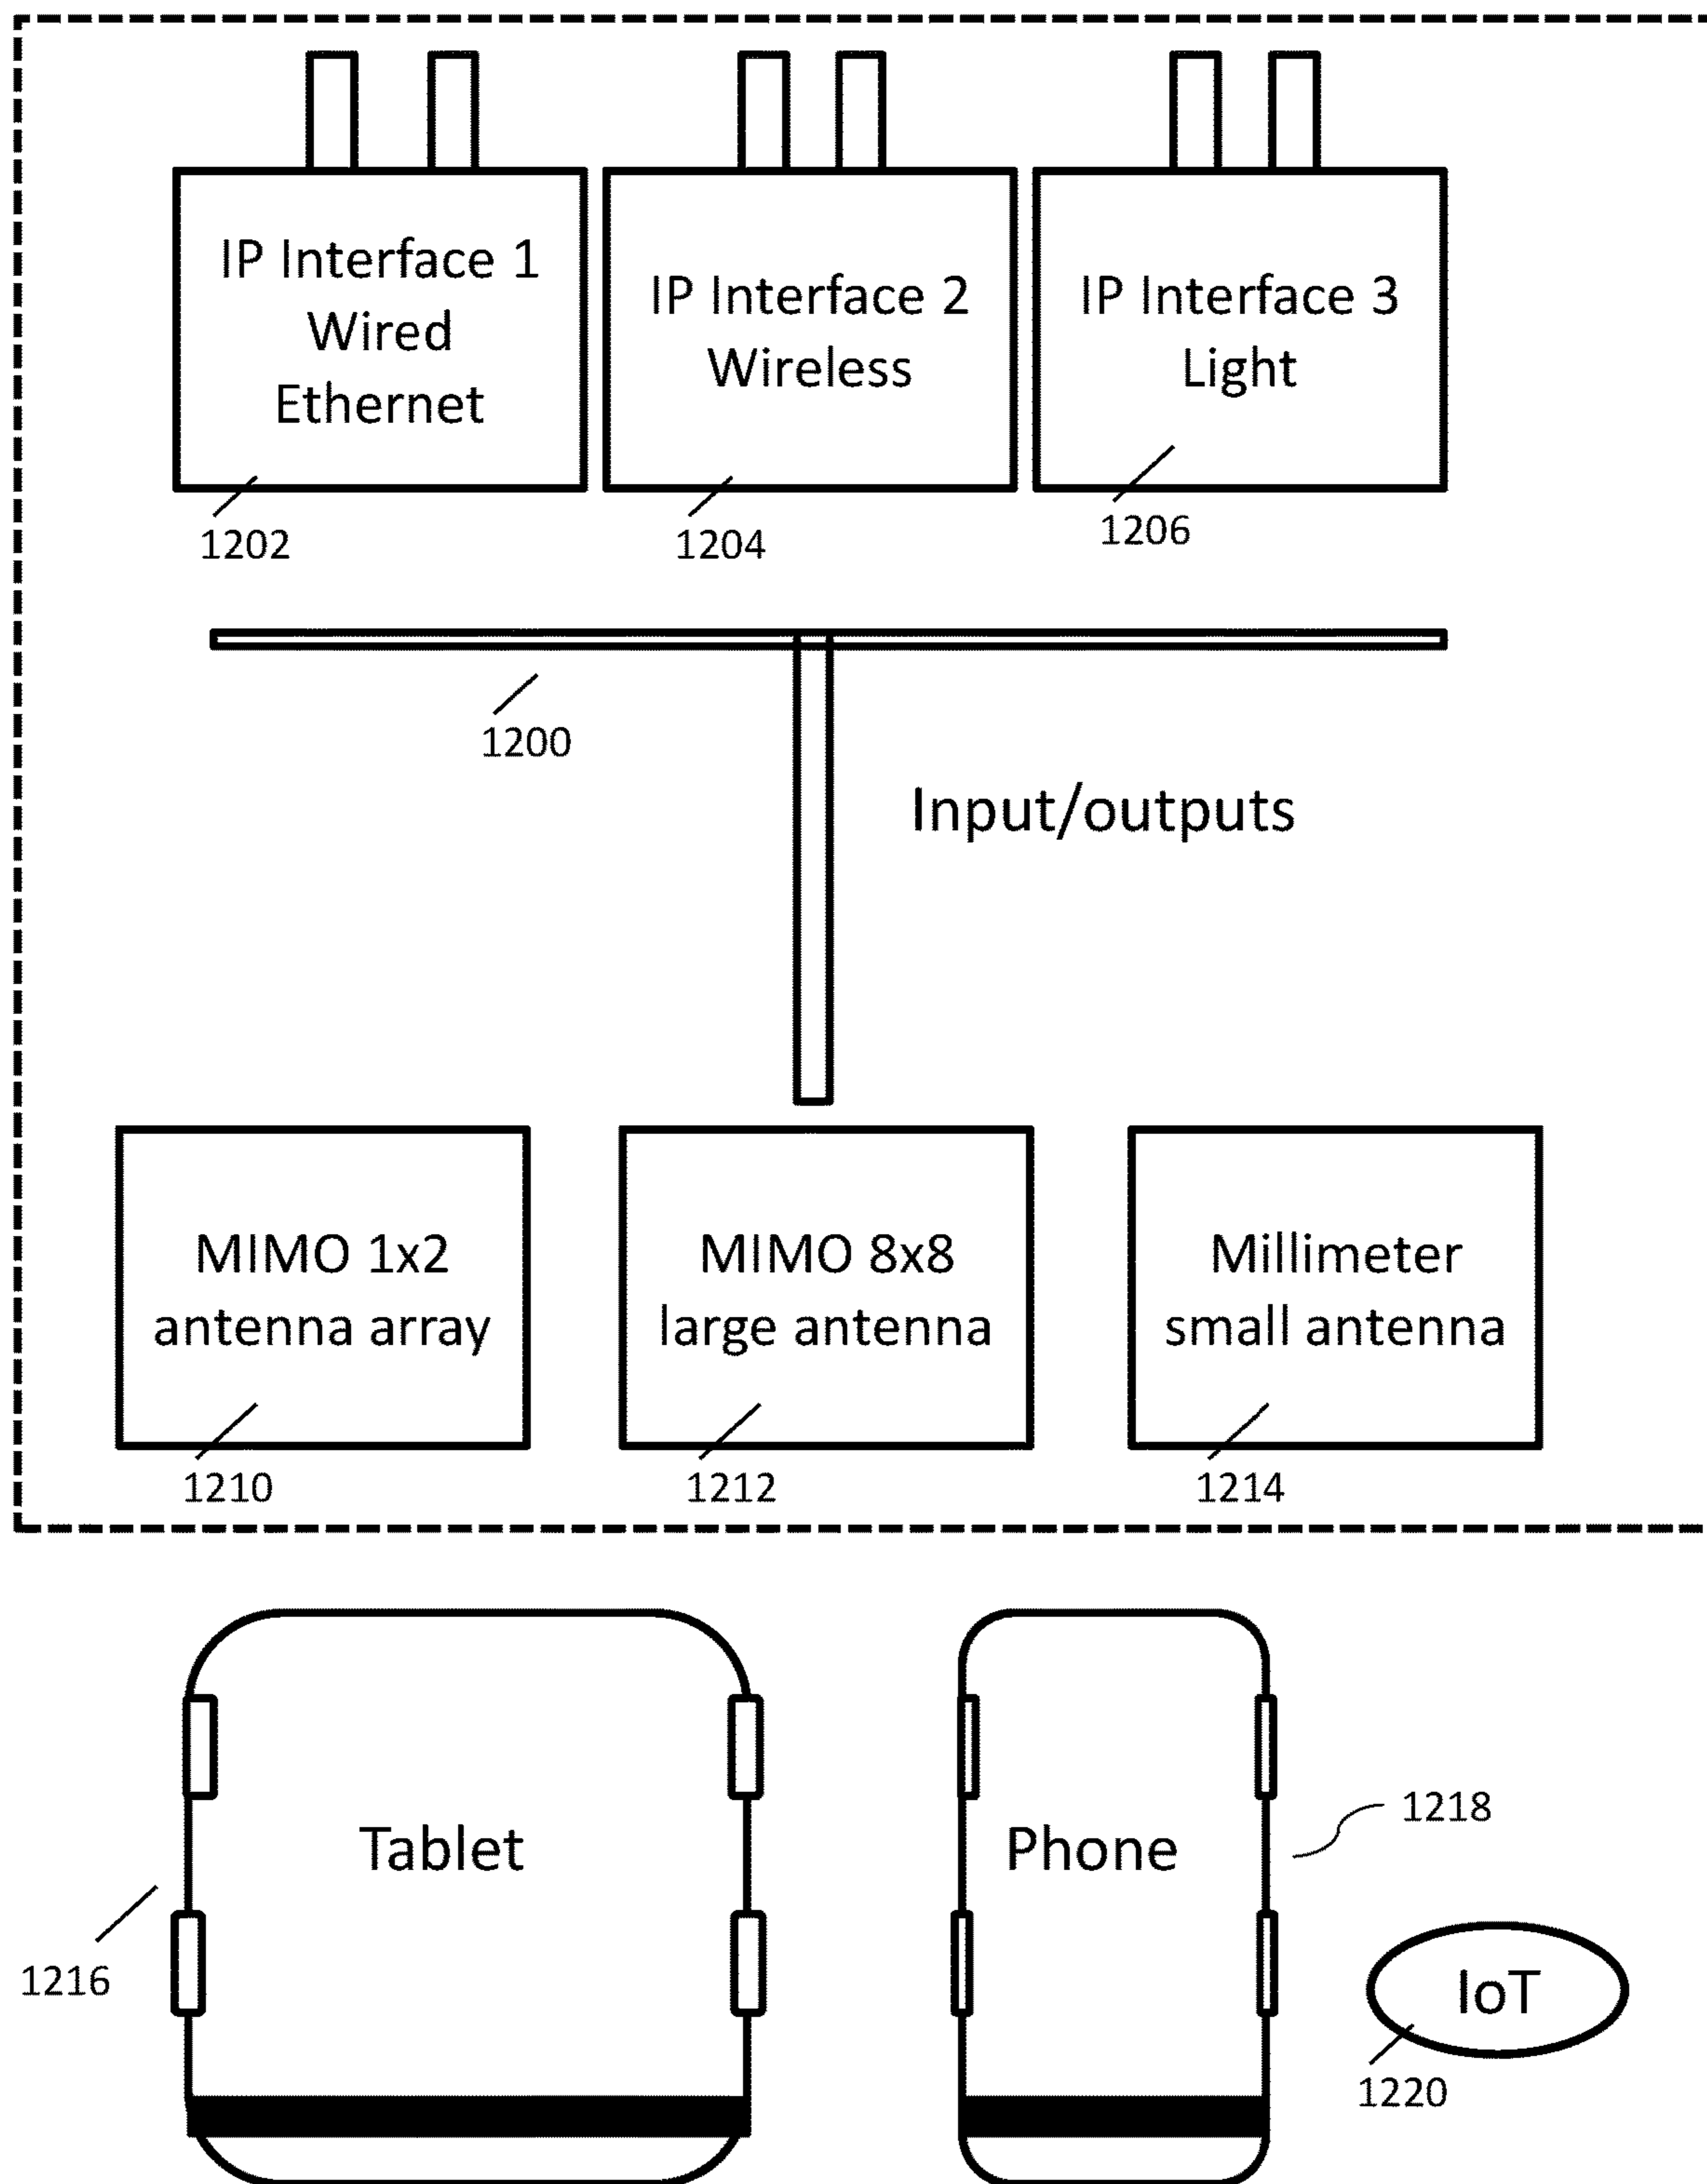 IP Interface 1
Wired
Ethernet
1202
IP Interface 2
Wireless
1204
IP Interface 3
Light
1206
1200
Input/outputs
MIMO 1x2
antenna array
1210
MIMO 8x8
large antenna
1212
Millimeter
small antenna
1214
Tablet
1216
Phone
1218
IoT
1220